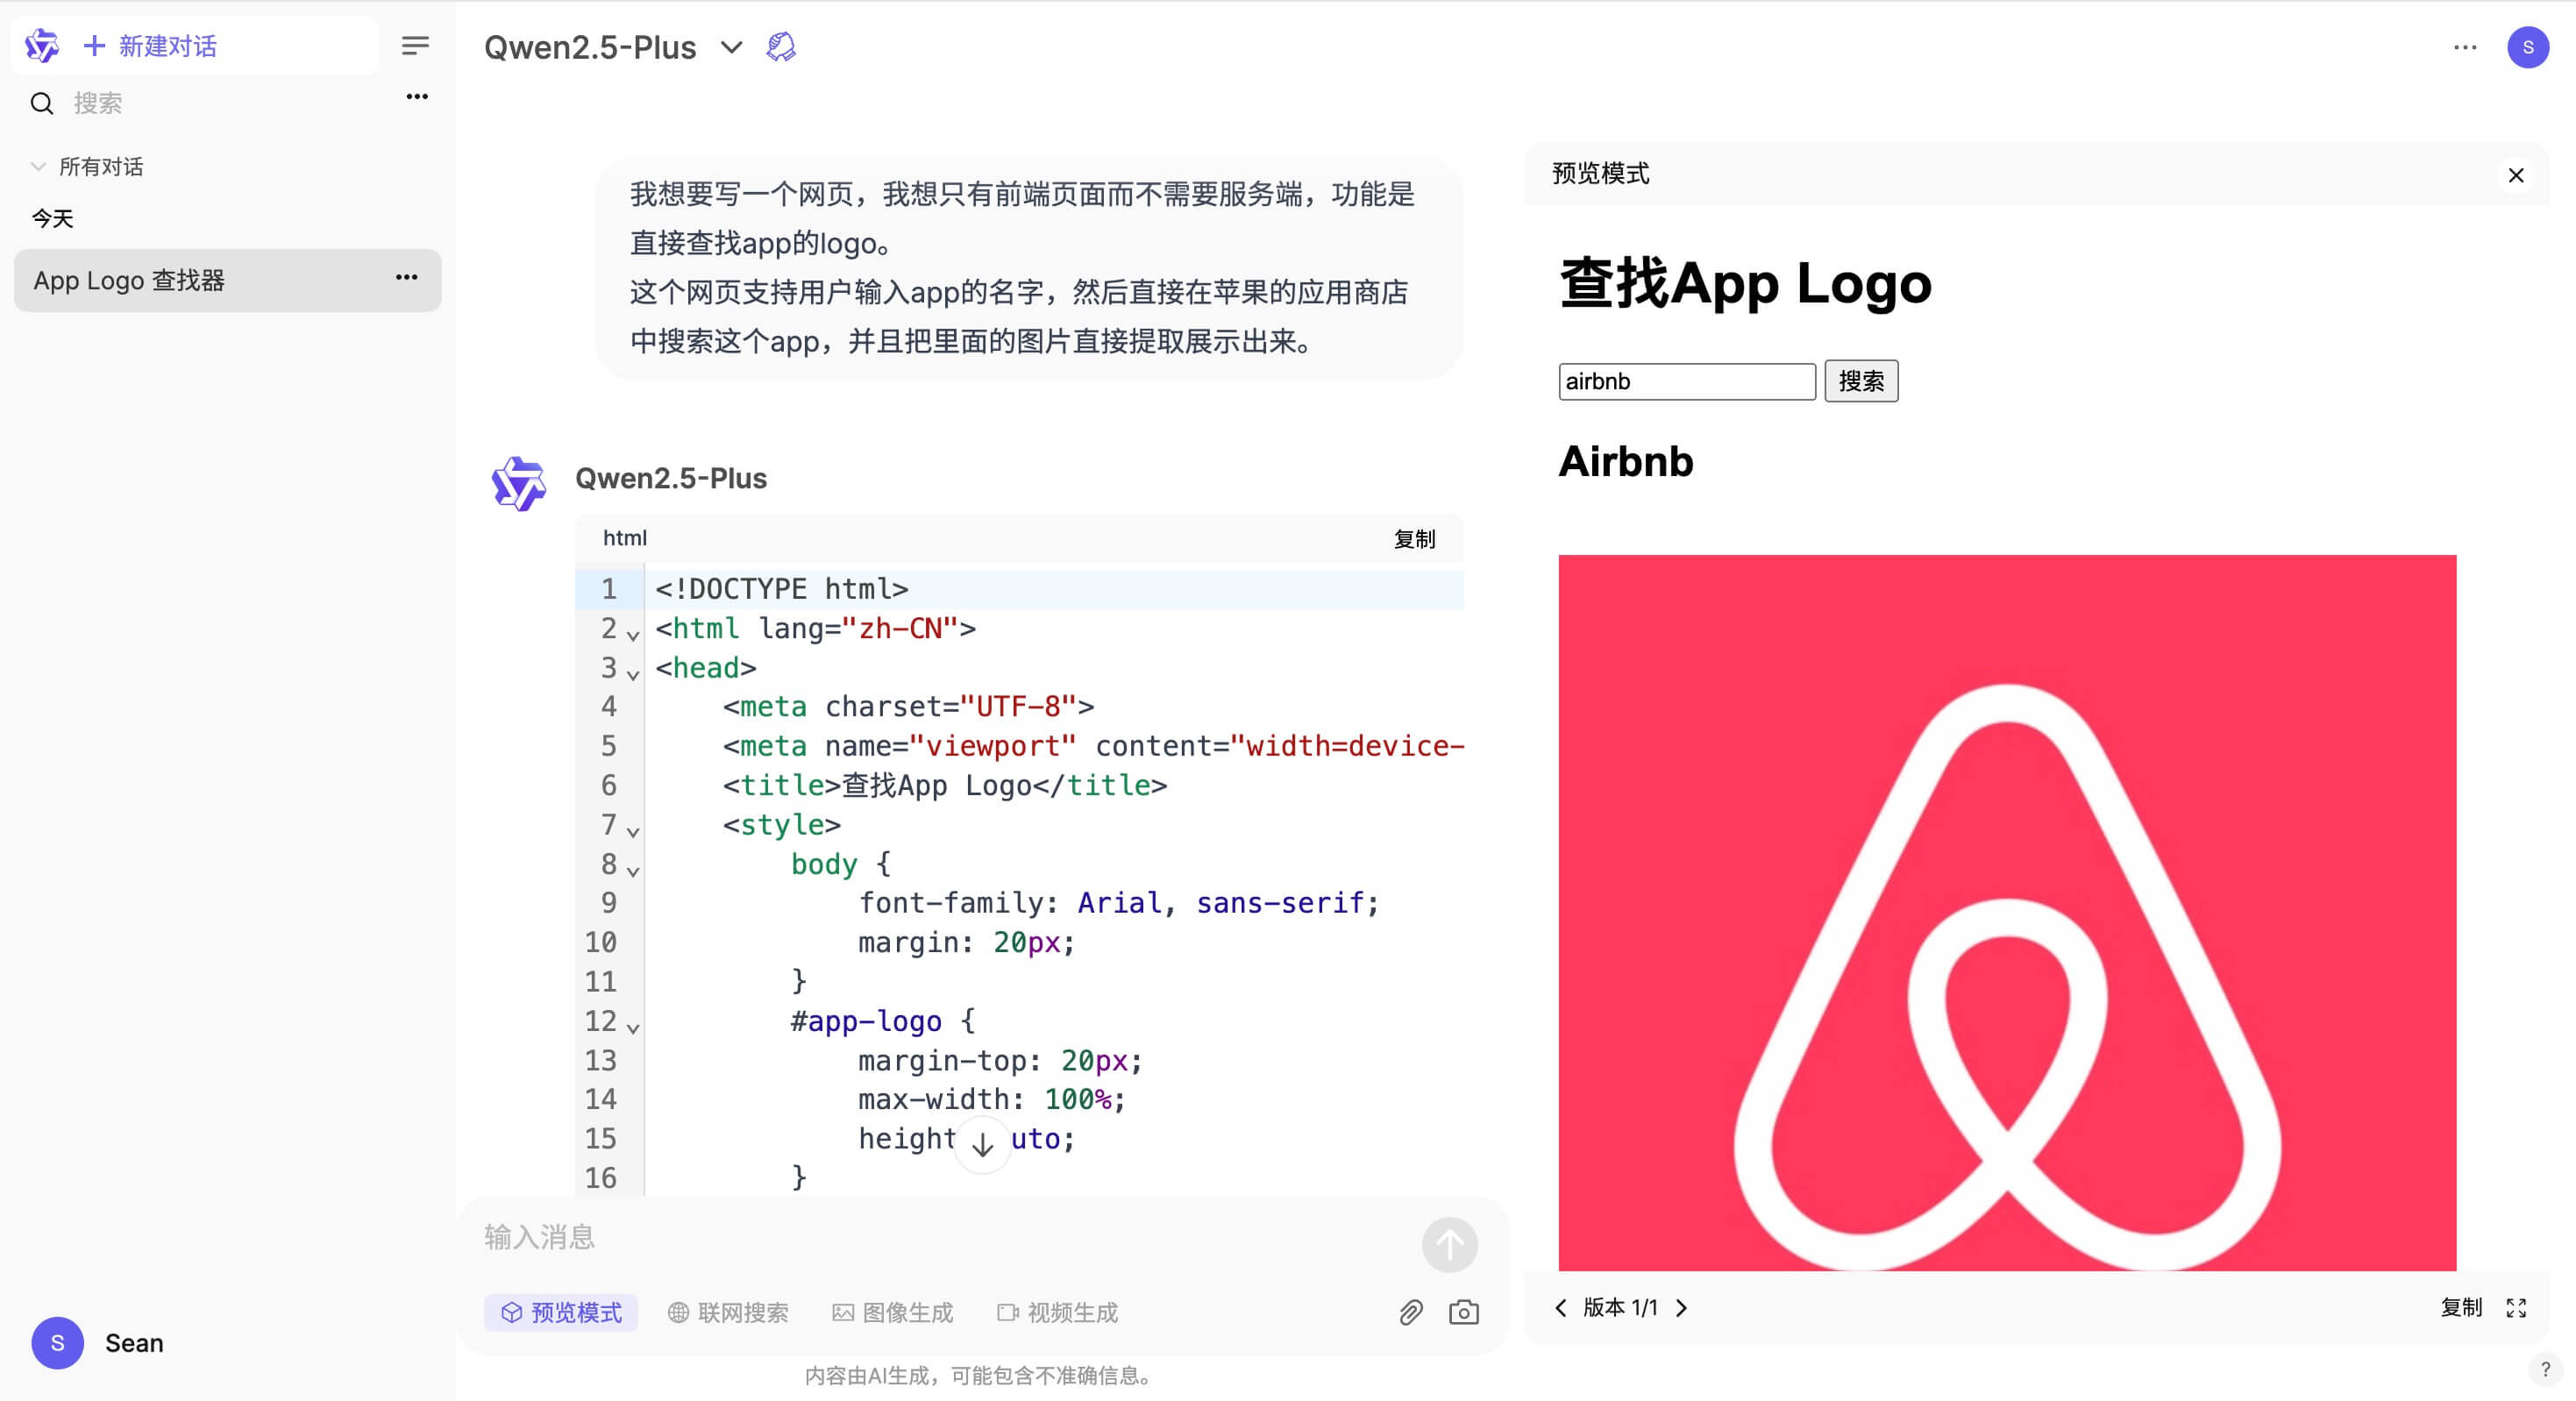 新建对话
搜索
所有对话
今天
App Logo 查找器
S
Sean
Qwen2.5-Plus
S
我想要写一个网页，我想只有前端页面而不需要服务端，功能是
直接查找app的logo。
这个网页支持用户输入app的名字，然后直接在苹果的应用商店
中搜索这个app，并且把里面的图片直接提取展示出来。
Qwen2.5-Plus
html
复制
1 <!DOCTYPE html>
2 <html lang="zh-CN">
3 <head>
4 <meta charset="UTF-8">
5 <meta name="viewport" content="width=device-
6 <title>查找App Logo</title>
7 <style>
8 body {
9 font-family: Arial, sans-serif;
10 margin: 20px;
11 }
12 #app-logo {
13 margin-top: 20px;
14 max-width: 100%;
15 height uto;
16 }
输入消息
预览模式
联网搜索
图像生成
视频生成
内容由AI生成，可能包含不准确信息。
预览模式
查找App Logo
airbnb
搜索
Airbnb
版本 1/1
复制
?